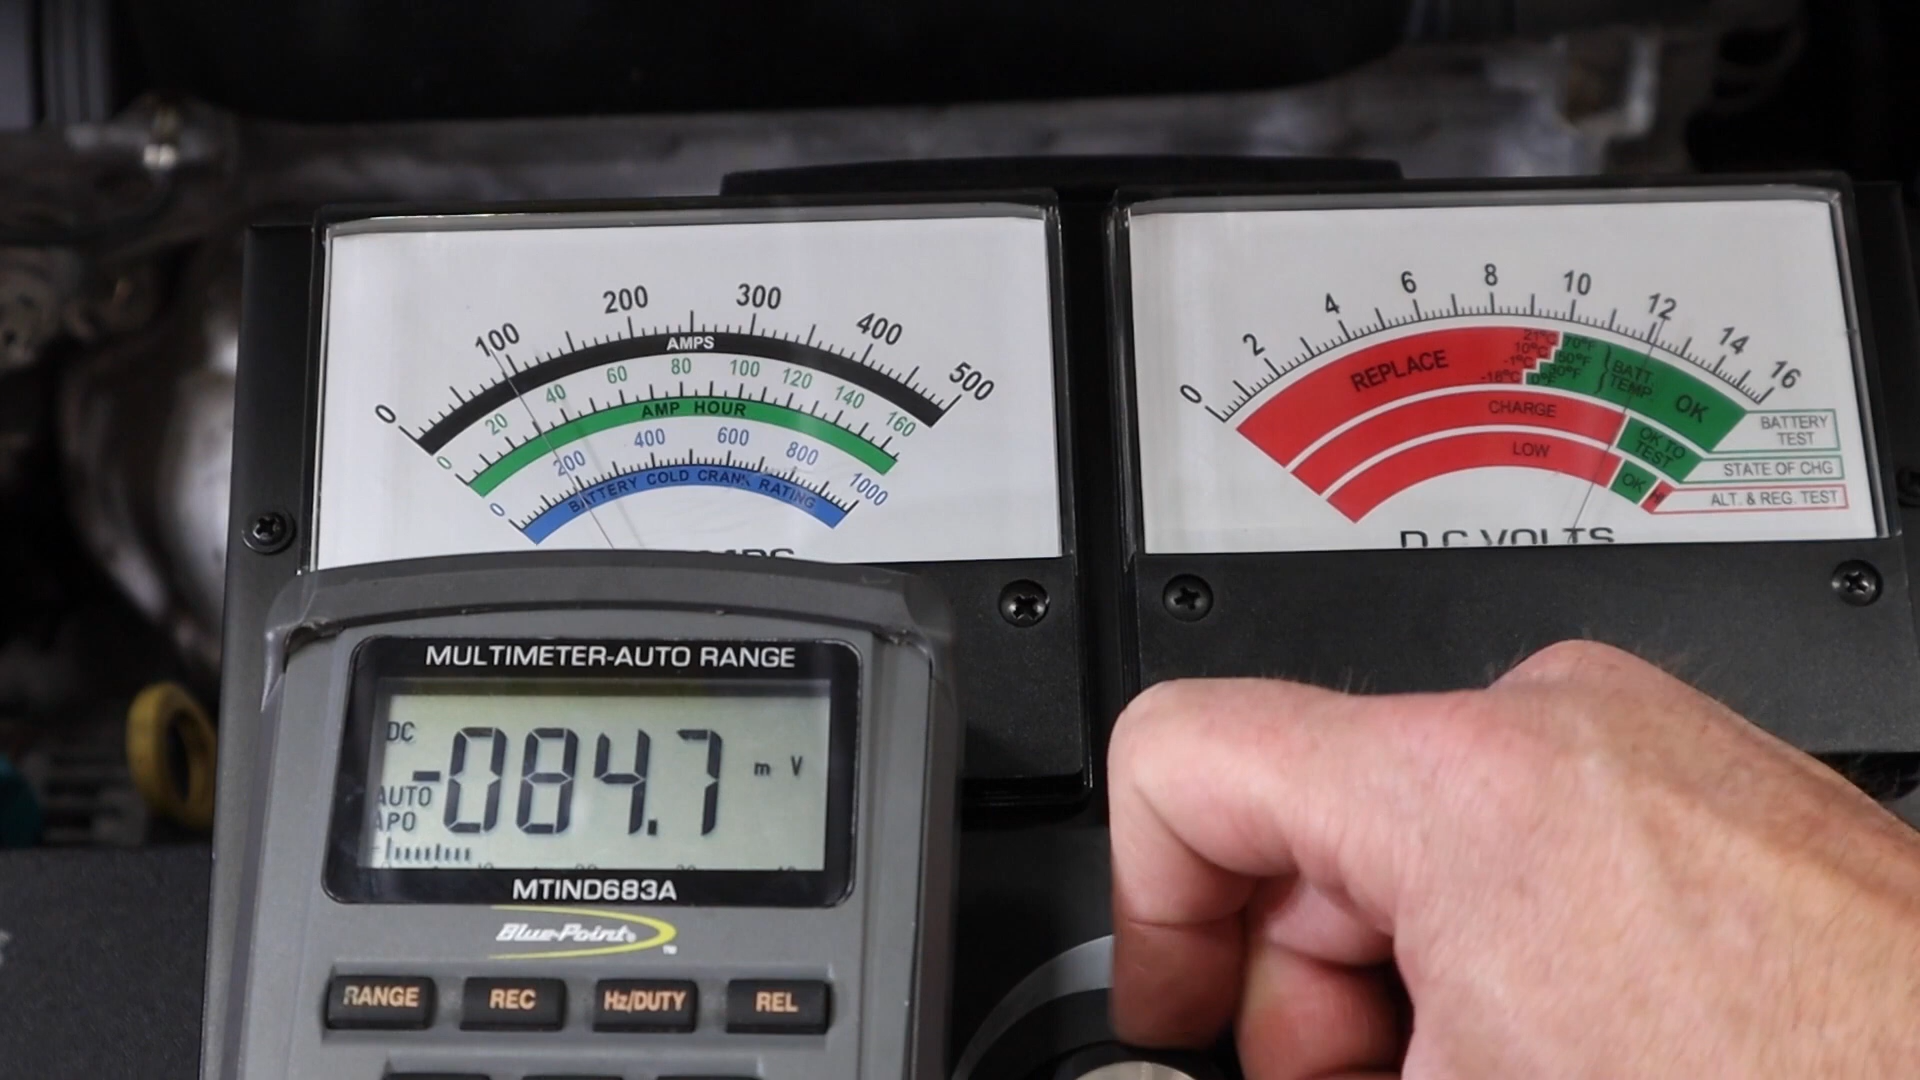 0 100 200 300 400 500
AMPS
0 20 40 60 80 100 120 140 160
AMP HOUR
0 200 400 600 800 1000
BATTERY COLD CRANK RATING
0 2 4 6 8 10 12 14 16
REPLACE
21°C 70°F
10°C 50°F
-1°C 30°F
-18°C 0°F
BATT.
TEMP.
OK
CHARGE
OK TO
TEST
LOW
OK
BATTERY
TEST
STATE OF CHG
ALT. & REG. TEST
D.C. VOLTS
MULTIMETER-AUTO RANGE
DC
-084.7 m V
AUTO
APO
MTIND683A
Blue-Point
RANGE REC Hz/DUTY REL